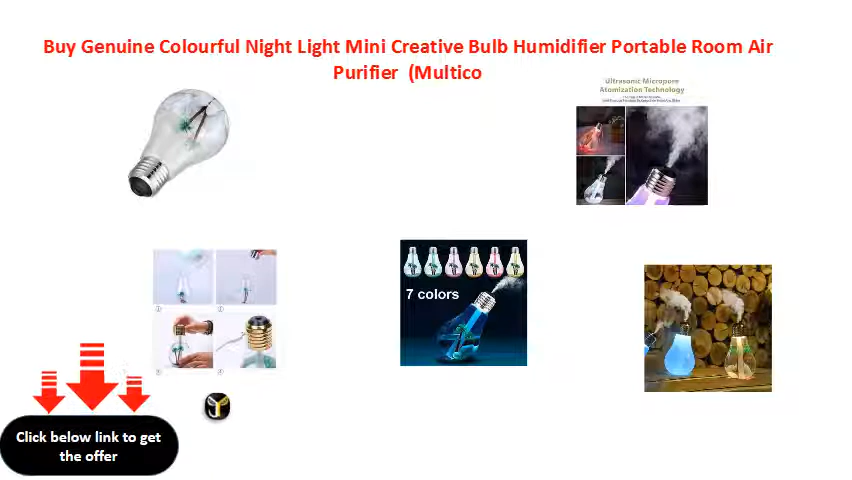 Buy Genuine Colourful Night Light Mini Creative Bulb Humidifier Portable Room Air
Purifier (Multico
Ultrasonic Micropore
Atomization Technology
7 colors
Click below link to get
the offer